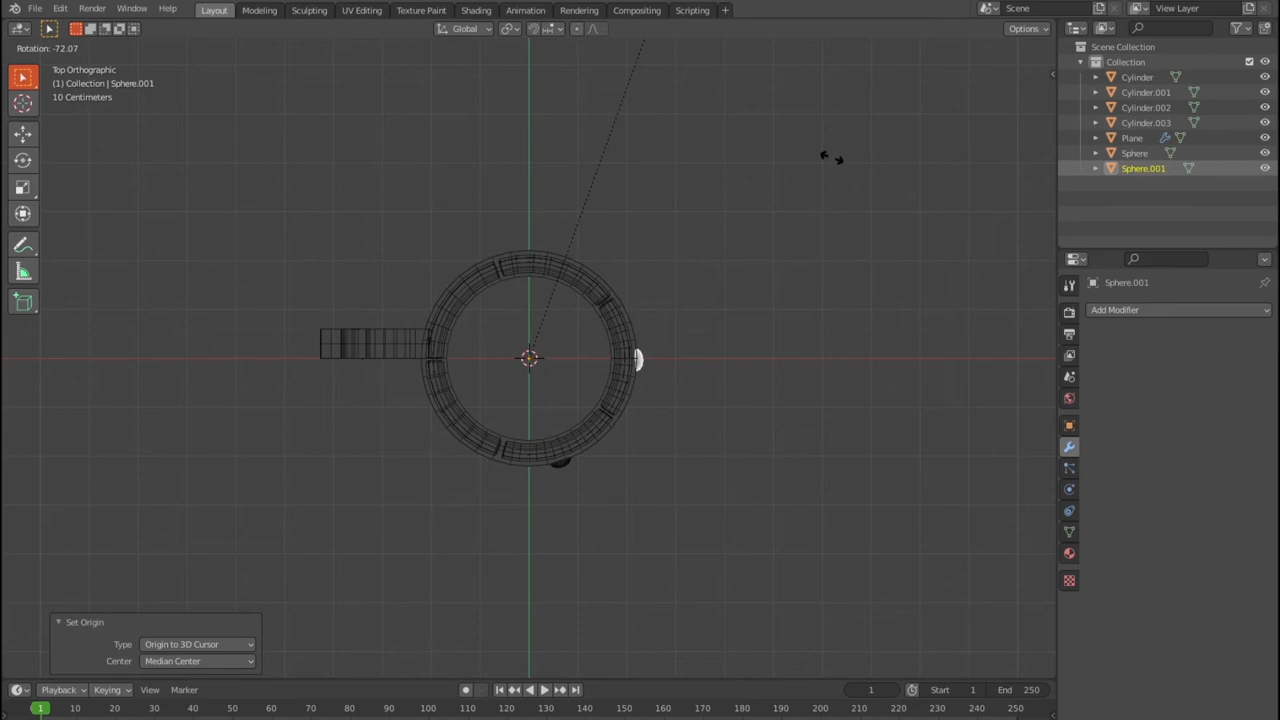 File Edit Render Window Help Layout Modeling Sculpting UV Editing Texture Paint Shading Animation Rendering Compositing Scripting Scene View Layer
Global Options
Rotation: -72.07
Top Orthographic
(1) Collection | Sphere.001
10 Centimeters
Scene Collection
Collection
Cylinder
Cylinder.001
Cylinder.002
Cylinder.003
Plane
Sphere
Sphere.001
Sphere.001
Add Modifier
Set Origin
Type Origin to 3D Cursor
Center Median Center
Playback Keying View Marker 1 Start 1 End 250
1 10 20 30 40 50 60 70 80 90 100 110 120 130 140 150 160 170 180 190 200 210 220 230 240 250